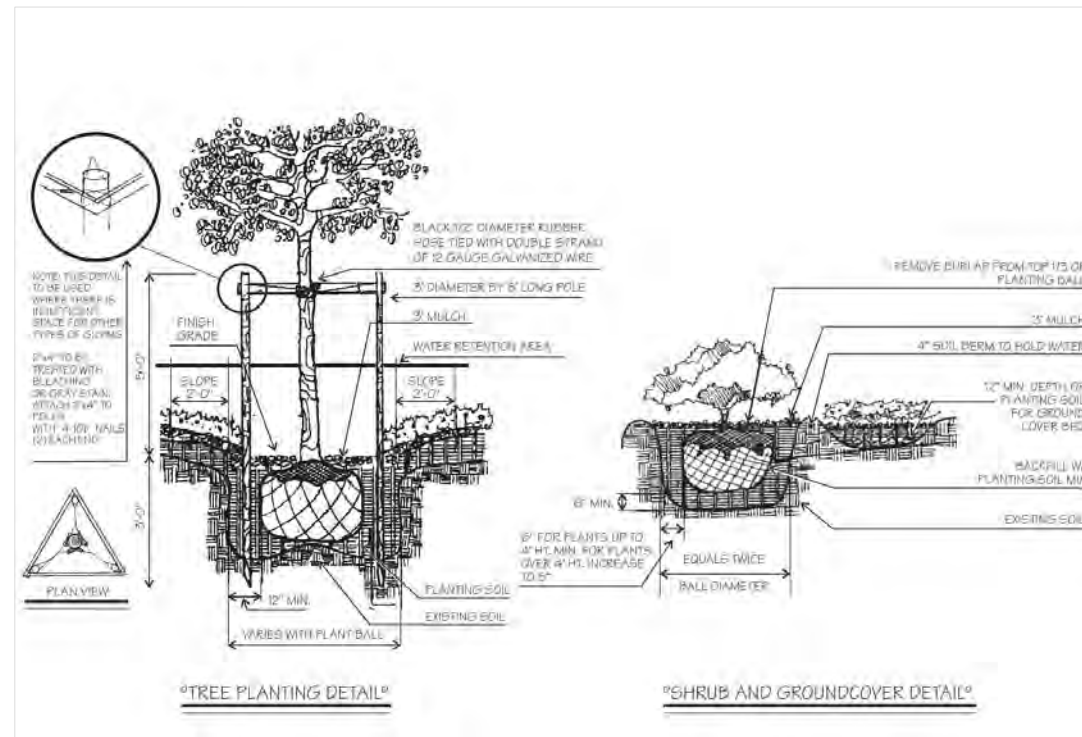 BLACK 1/2" DIAMETER RUBBER
HOSE TIED WITH DOUBLE STRAND
OF 12 GAUGE GALVANIZED WIRE
3" DIAMETER BY 8' LONG POLE
3" MULCH
WATER RETENTION AREA
FINISH
GRADE
SLOPE
2'-0"
SLOPE
2'-0"
NOTE: THIS DETAIL
TO BE USED
WHERE THERE IS
INSUFFICIENT
SPACE FOR OTHER
TYPES OF
2"x4" TO BE
TREATED WITH
BLEACHING
OR GRAY STAIN.
ATTACH 2"x4" TO
POLES
WITH 4-10D NAILS
5'-0"
3'-0"
PLAN VIEW
12" MIN.
VARIES WITH PLANT BALL
PLANTING SOIL
EXISTING SOIL
"TREE PLANTING DETAIL"
REMOVE BURLAP FROM TOP 1/3 OF
PLANTING BALL
3" MULCH
4" SOIL BERM TO HOLD WATER
12" MIN. DEPTH OF
PLANTING SOIL
FOR GROUND
COVER BED
BACKFILL W
PLANTING SOIL MIX
EXISTING SOIL
6" MIN.
6" FOR PLANTS UP TO
4' HT. MIN. FOR PLANTS
OVER 4' HT. INCREASE
TO 5"
EQUALS TWICE
BALL DIAMETER
"SHRUB AND GROUNDCOVER DETAIL"